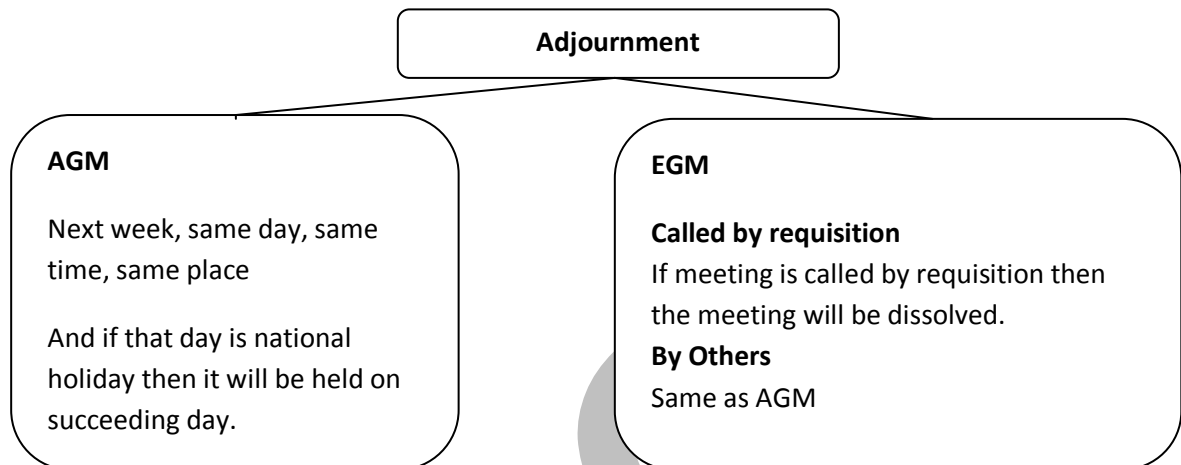 Adjournment
AGM
Next week, same day, same
time, same place
And if that day is national
holiday then it will be held on
succeeding day.
EGM
Called by requisition
If meeting is called by requisition then
the meeting will be dissolved.
By Others
Same as AGM